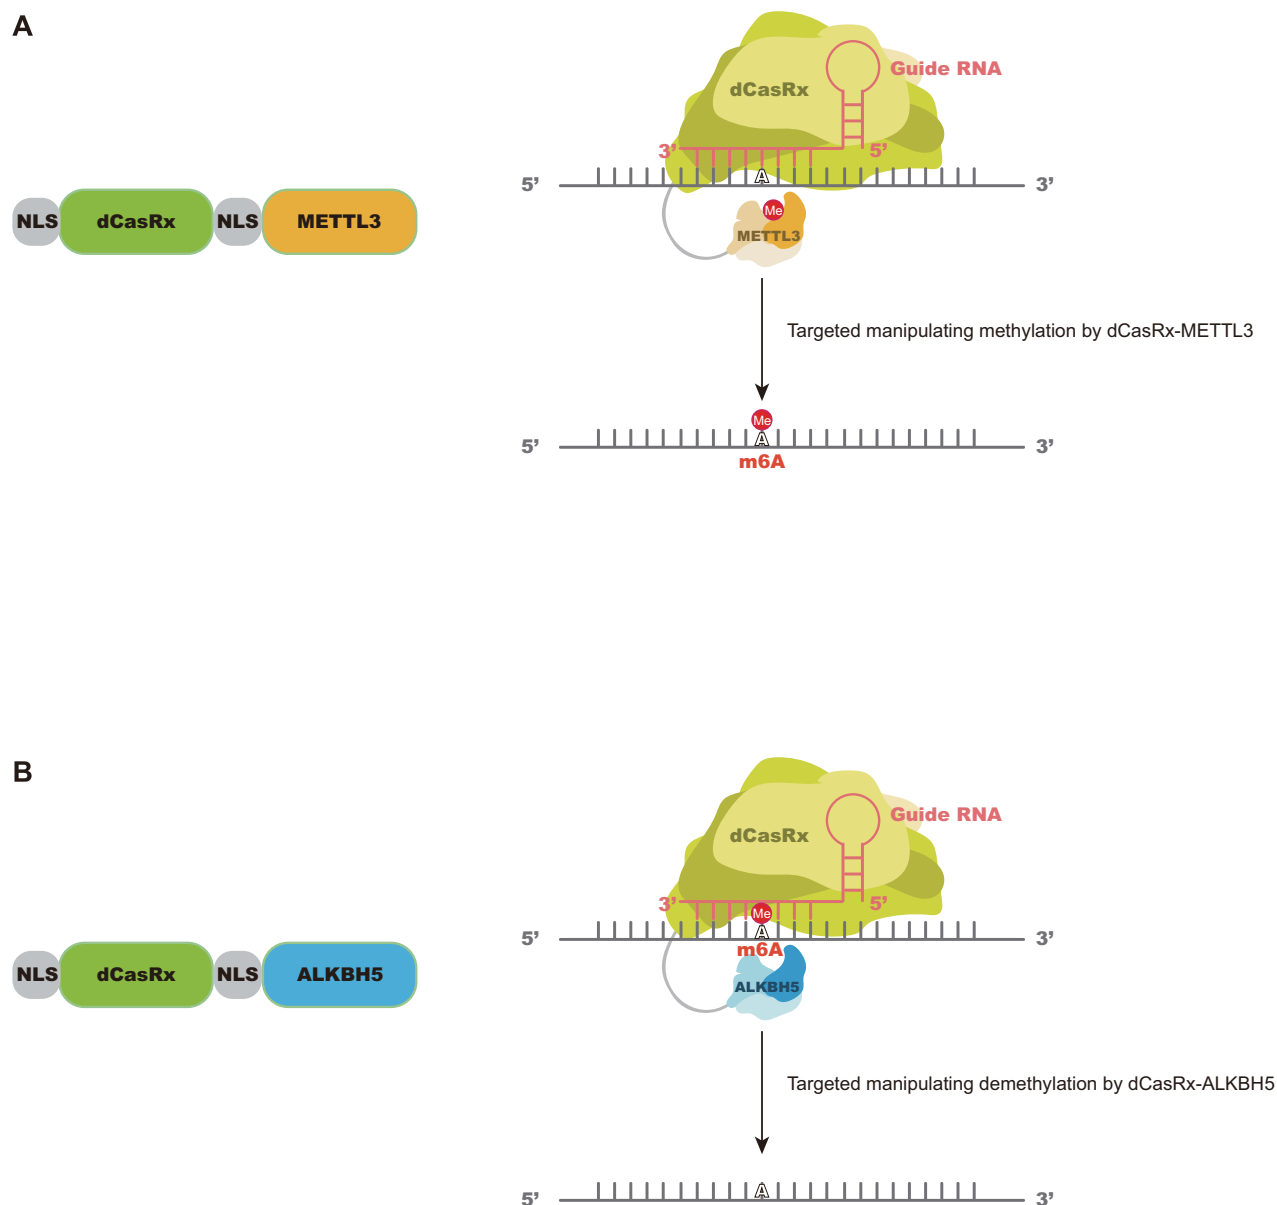 A
dCasRx
Guide RNA
3’
5’
A
5’
3’
NLS
dCasRx
NLS
METTL3
Me
METTL3
Targeted manipulating methylation by dCasRx-METTL3
Me
5’
A
3’
m6A
B
dCasRx
Guide RNA
3’
5’
Me
A
5’
3’
m6A
NLS
dCasRx
NLS
ALKBH5
ALKBH5
Targeted manipulating demethylation by dCasRx-ALKBH5
5’
A
3’